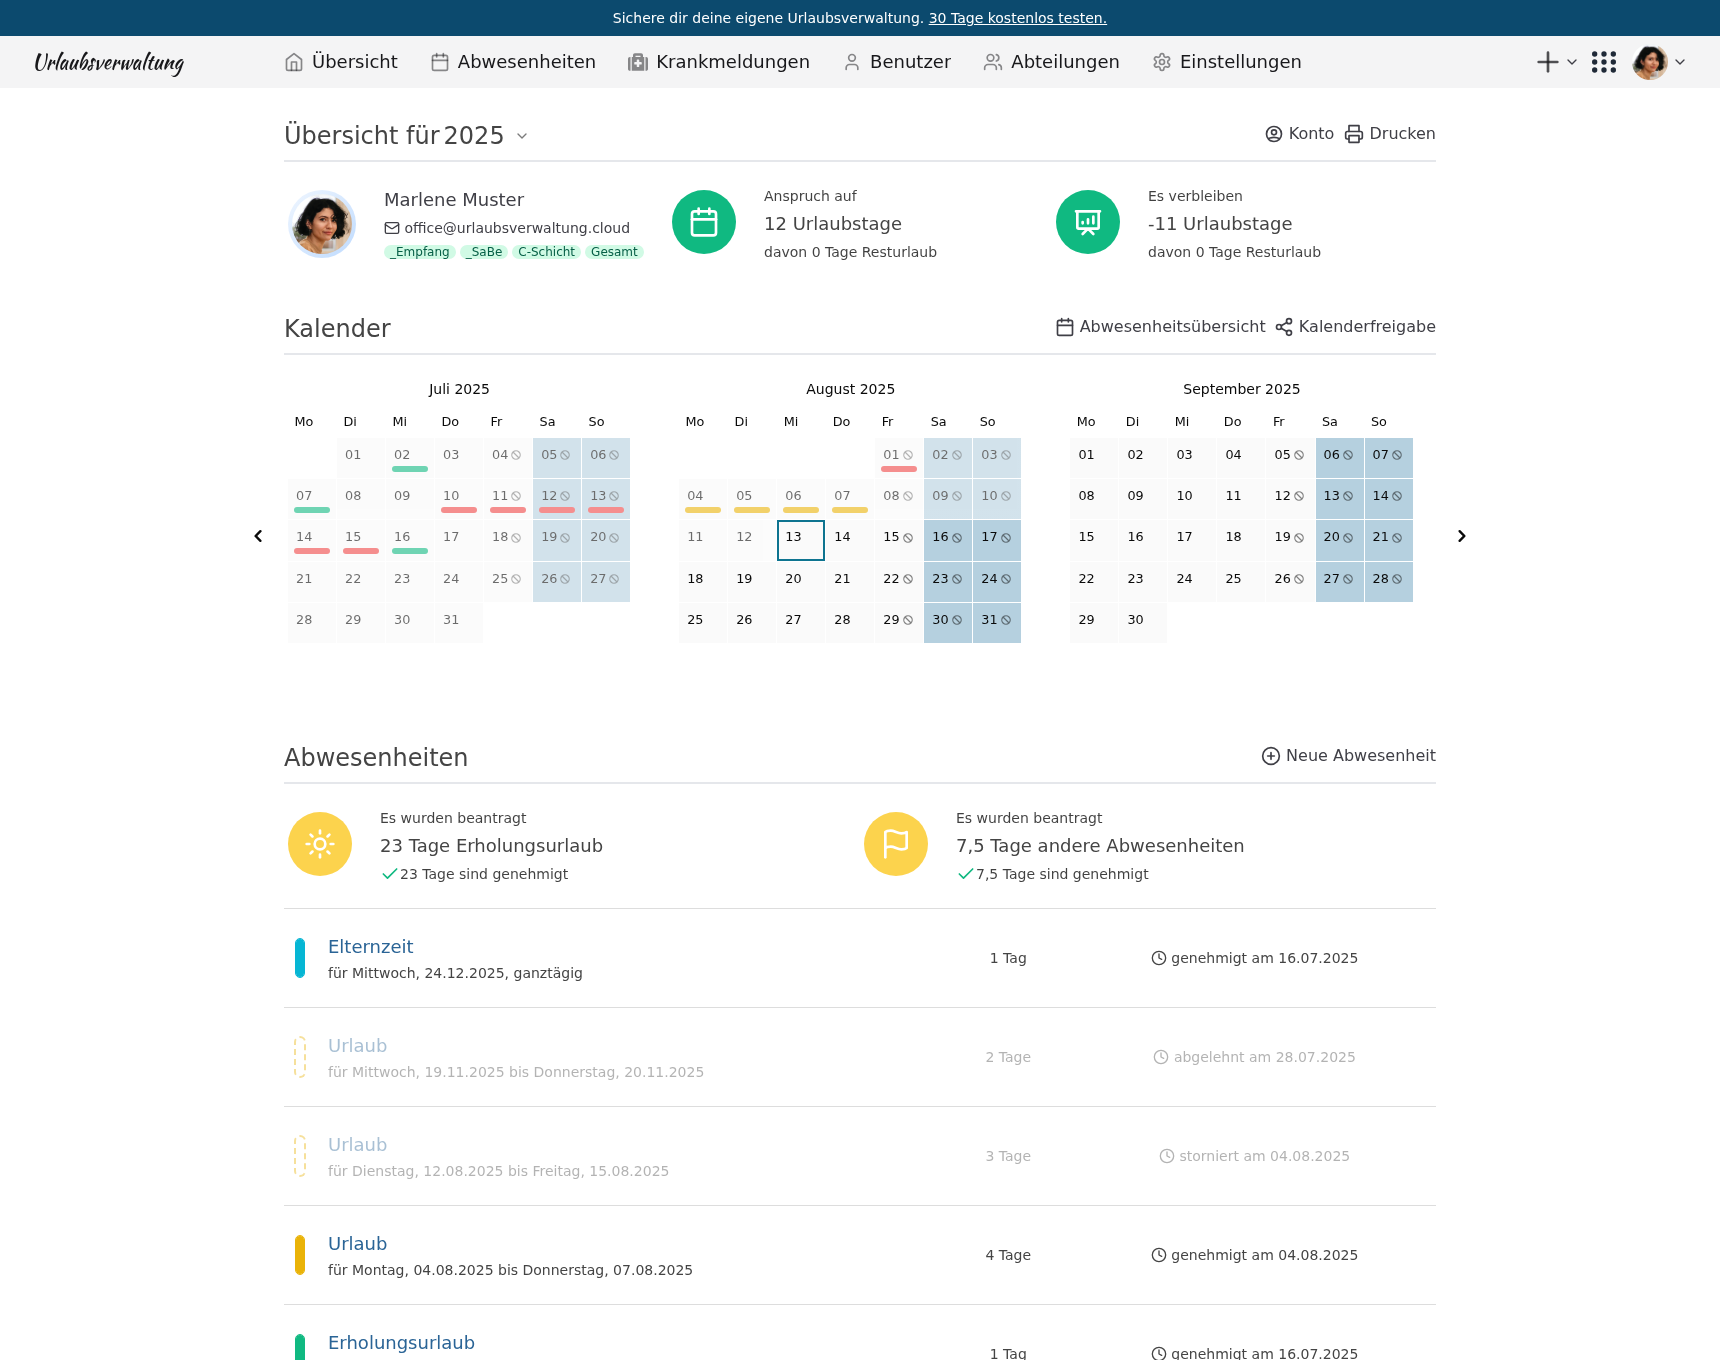 Sichere dir deine eigene Urlaubsverwaltung. 30 Tage kostenlos testen.
Urlaubsverwaltung Übersicht Abwesenheiten Krankmeldungen Benutzer Abteilungen Einstellungen
Übersicht für 2025 Konto Drucken
Marlene Muster
office@urlaubsverwaltung.cloud
_Empfang _SaBe C-Schicht Gesamt
Anspruch auf
12 Urlaubstage
davon 0 Tage Resturlaub
Es verbleiben
-11 Urlaubstage
davon 0 Tage Resturlaub
Kalender Abwesenheitsübersicht Kalenderfreigabe
Juli 2025
Mo Di Mi Do Fr Sa So
01 02 03 04 05 06
07 08 09 10 11 12 13
14 15 16 17 18 19 20
21 22 23 24 25 26 27
28 29 30 31
August 2025
Mo Di Mi Do Fr Sa So
01 02 03
04 05 06 07 08 09 10
11 12 13 14 15 16 17
18 19 20 21 22 23 24
25 26 27 28 29 30 31
September 2025
Mo Di Mi Do Fr Sa So
01 02 03 04 05 06 07
08 09 10 11 12 13 14
15 16 17 18 19 20 21
22 23 24 25 26 27 28
29 30
Abwesenheiten Neue Abwesenheit
Es wurden beantragt
23 Tage Erholungsurlaub
23 Tage sind genehmigt
Es wurden beantragt
7,5 Tage andere Abwesenheiten
7,5 Tage sind genehmigt
Elternzeit
für Mittwoch, 24.12.2025, ganztägig
1 Tag genehmigt am 16.07.2025
Urlaub
für Mittwoch, 19.11.2025 bis Donnerstag, 20.11.2025
2 Tage abgelehnt am 28.07.2025
Urlaub
für Dienstag, 12.08.2025 bis Freitag, 15.08.2025
3 Tage storniert am 04.08.2025
Urlaub
für Montag, 04.08.2025 bis Donnerstag, 07.08.2025
4 Tage genehmigt am 04.08.2025
Erholungsurlaub
1 Tag genehmigt am 16.07.2025